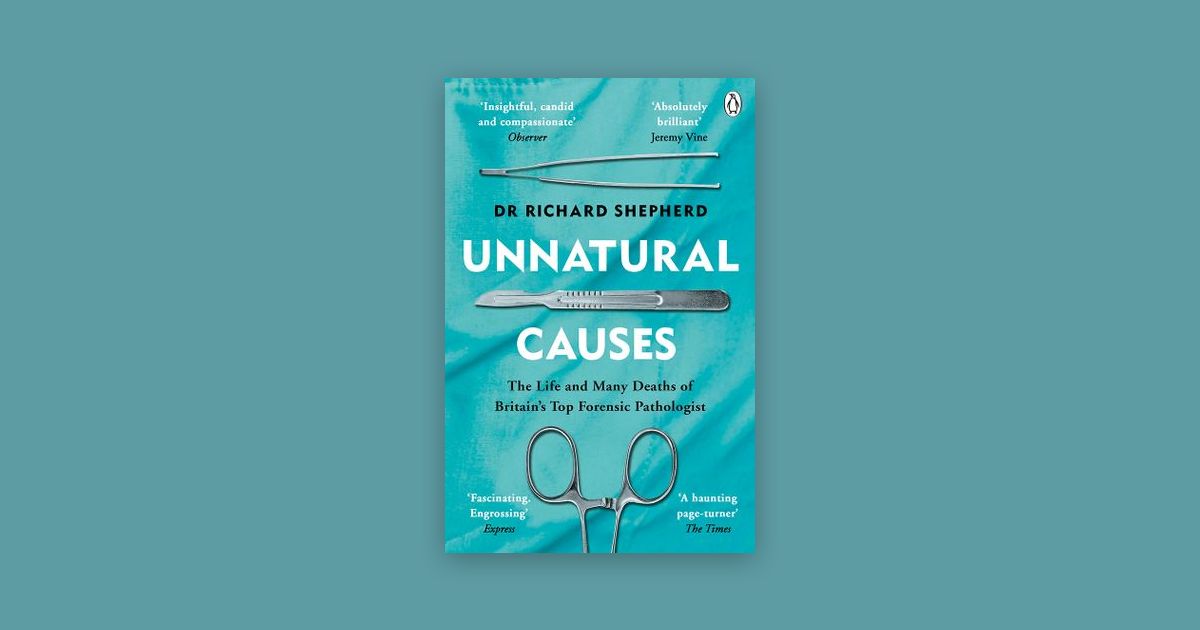 'Insightful, candid
and compassionate'
Observer
'Absolutely
brilliant'
Jeremy Vine
DR RICHARD SHEPHERD
UNNATURAL
CAUSES
The Life and Many Deaths of
Britain's Top Forensic Pathologist
'Fascinating.
Engrossing'
Express
'A haunting
page-turner'
The Times